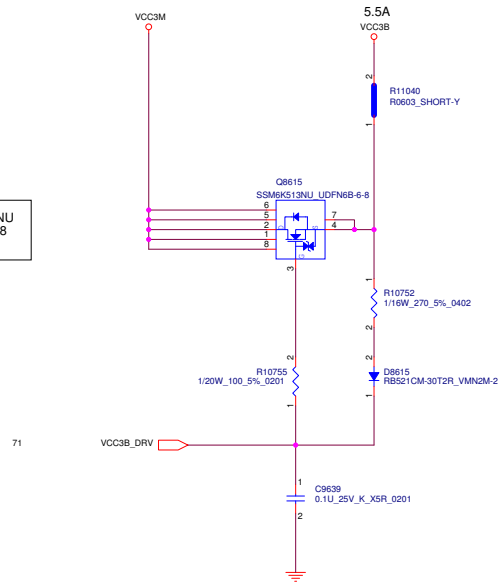 VCC3M
5.5A
VCC3B
2
R11040
R0603_SHORT-Y
1
Q8615
SSM6K513NU_UDFN6B-6-8
NU
8
6
5
2
1
8
7
4
3
1
R10752
1/16W_270_5%_0402
2
2
R10755
1/20W_100_5%_0201
1
2
D8615
RB521CM-30T2R_VMN2M-2
1
71
VCC3B_DRV
1
C9639
0.1U_25V_K_X5R_0201
2